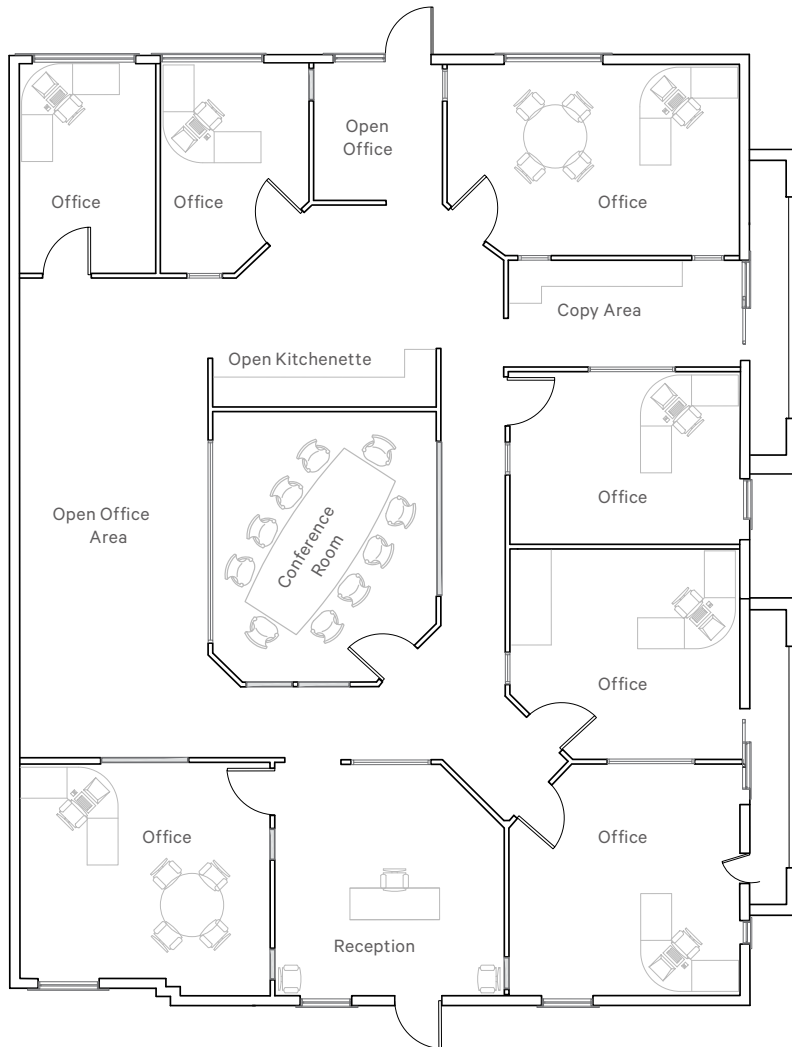 Open
Office
Office
Office
Office
Copy Area
Open Kitchenette
Open Office
Area
Conference
Room
Office
Office
Office
Office
Reception